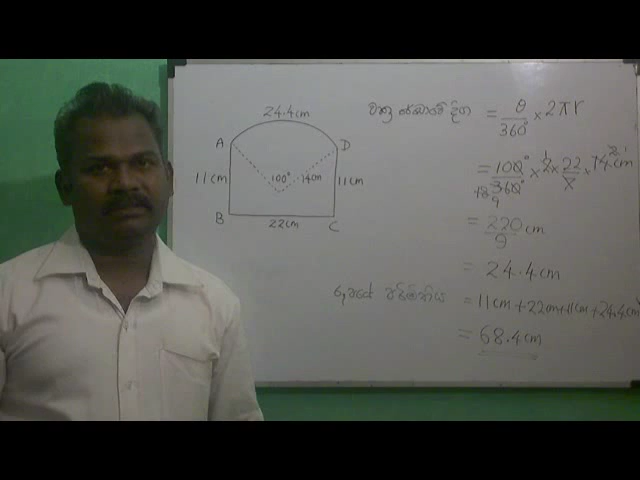 24.4cm
A
D
11cm
100°
14cm
11cm
B
22cm
C
වක්‍ර රේඛාවේ දිග = θ/360° × 2πr
= 100°/360° × 2 × 22/7 × 14cm
= 220/9 cm
= 24.4cm
රූපයේ පරිමිතිය = 11cm + 22cm + 11cm + 24.4cm
= 68.4cm